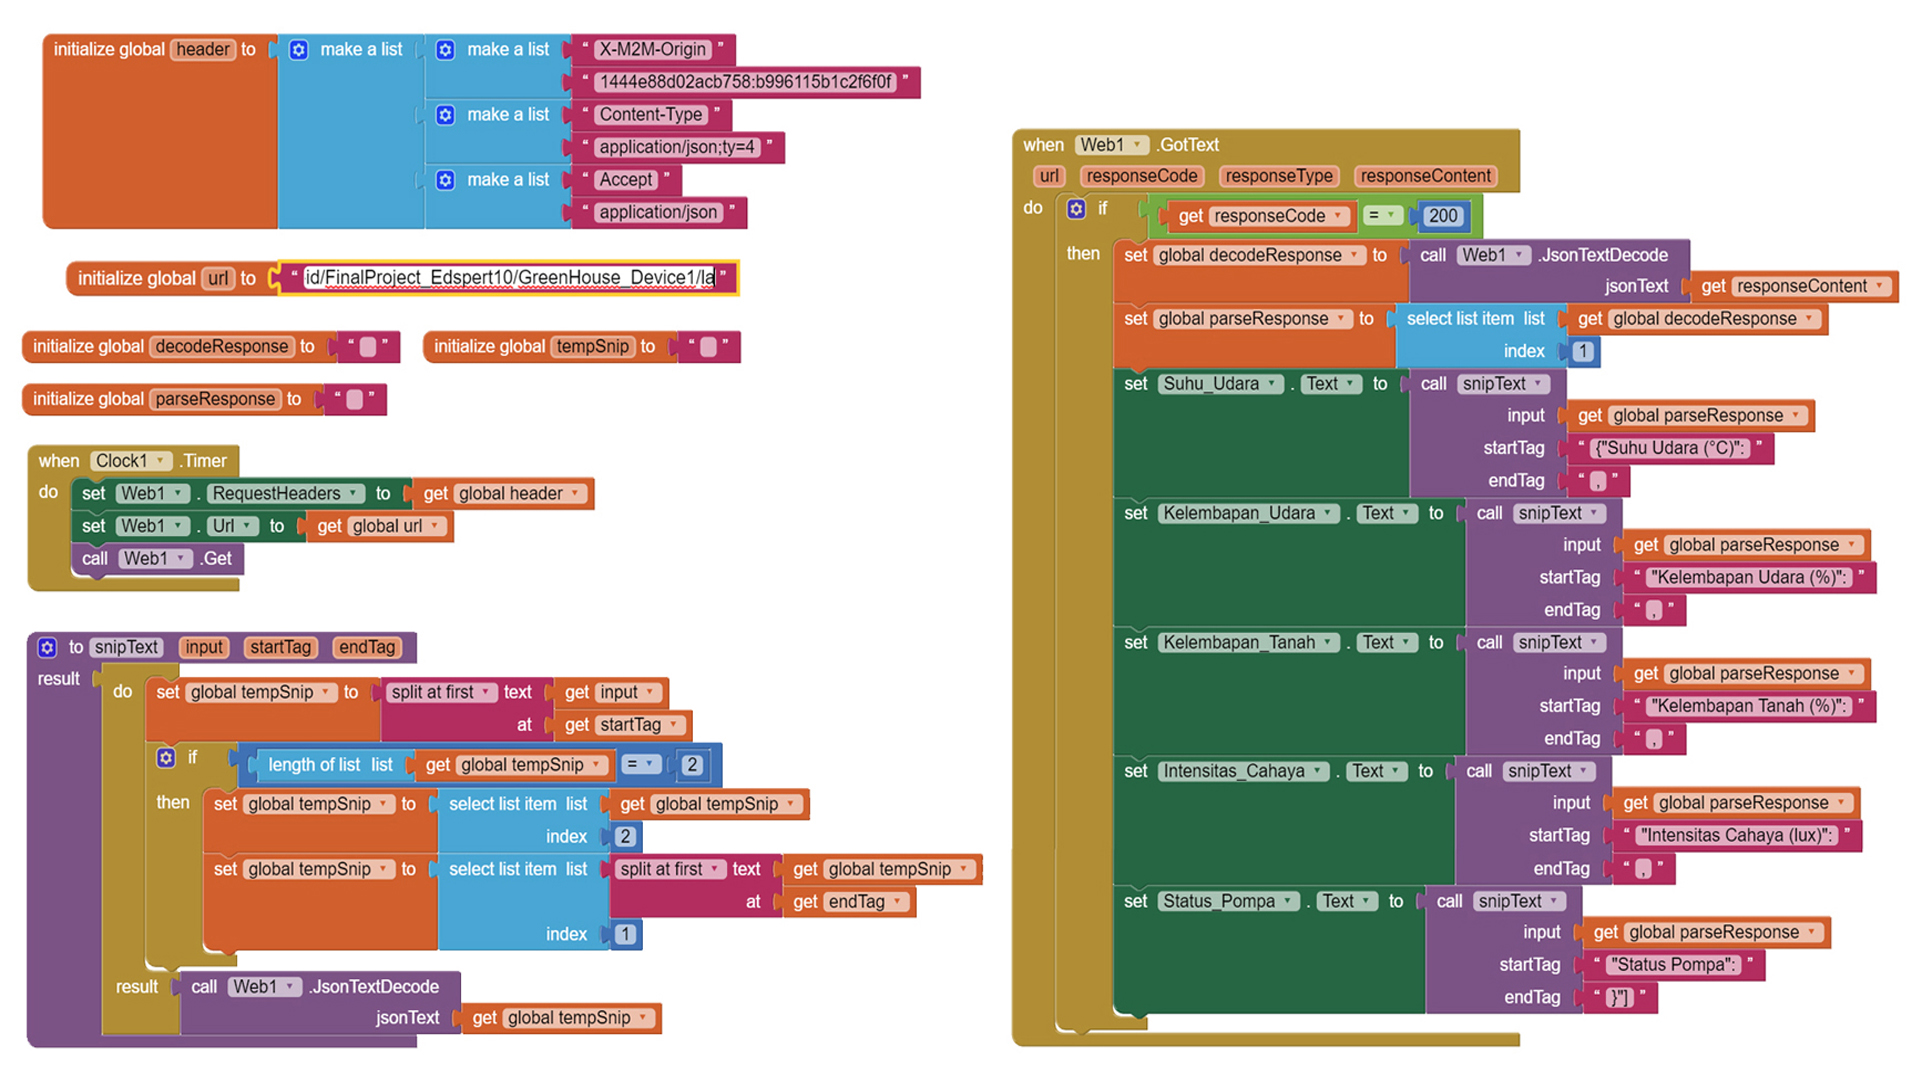 initialize global header to make a list make a list " X-M2M-Origin "
" 1444e88d02acb758:b996115b1c2f6f0f "
make a list " Content-Type "
" application/json;ty=4 "
make a list " Accept "
" application/json "
initialize global url to " id/FinalProject_Edspert10/GreenHouse_Device1/la "
initialize global decodeResponse to " "
initialize global tempSnip to " "
initialize global parseResponse to " "
when Clock1 .Timer
do set Web1 . RequestHeaders to get global header
set Web1 . Url to get global url
call Web1 .Get
to snipText input startTag endTag
result do set global tempSnip to split at first text get input
at get startTag
if length of list list get global tempSnip = 2
then set global tempSnip to select list item list get global tempSnip
index 2
set global tempSnip to select list item list split at first text get global tempSnip
at get endTag
index 1
result call Web1 .JsonTextDecode
jsonText get global tempSnip
when Web1 .GotText
url responseCode responseType responseContent
do if get responseCode = 200
then set global decodeResponse to call Web1 .JsonTextDecode
jsonText get responseContent
set global parseResponse to select list item list get global decodeResponse
index 1
set Suhu_Udara . Text to call snipText
input get global parseResponse
startTag " {"Suhu Udara (°C)": "
endTag " , "
set Kelembapan_Udara . Text to call snipText
input get global parseResponse
startTag " "Kelembapan Udara (%)": "
endTag " , "
set Kelembapan_Tanah . Text to call snipText
input get global parseResponse
startTag " "Kelembapan Tanah (%)": "
endTag " , "
set Intensitas_Cahaya . Text to call snipText
input get global parseResponse
startTag " "Intensitas Cahaya (lux)": "
endTag " , "
set Status_Pompa . Text to call snipText
input get global parseResponse
startTag " "Status Pompa": "
endTag " }"] "